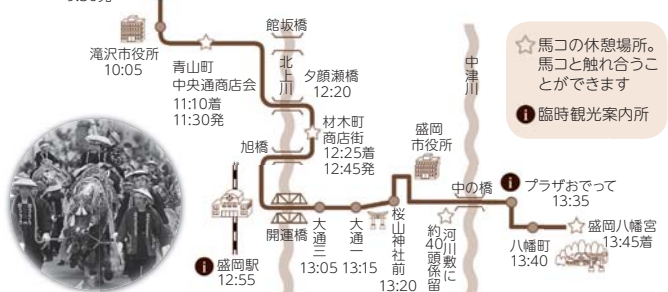 滝沢市役所
10:05
青山町
中央通商店会
11:10着
11:30発
館坂橋
北上川
夕顔瀬橋
12:20
材木町
商店街
12:25着
12:45発
旭橋
開運橋
盛岡駅
12:55
大通三
13:05
大通一
13:15
桜山神社前
13:20
盛岡
市役所
中津川
中の橋
河川敷に
約40頭係留
プラザおでって
13:35
八幡町
13:40
盛岡八幡宮
13:45着
馬コの休憩場所。
馬コと触れ合うこ
とができます
i 臨時観光案内所